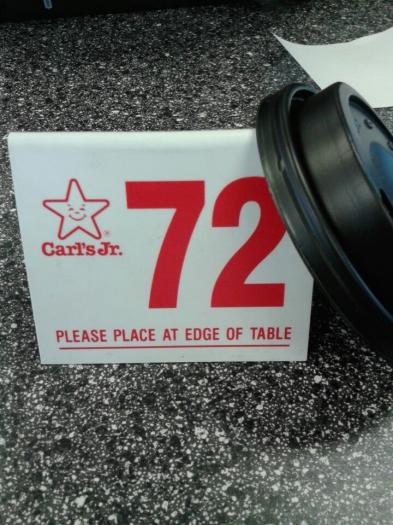 72
Carl's Jr.
PLEASE PLACE AT EDGE OF TABLE